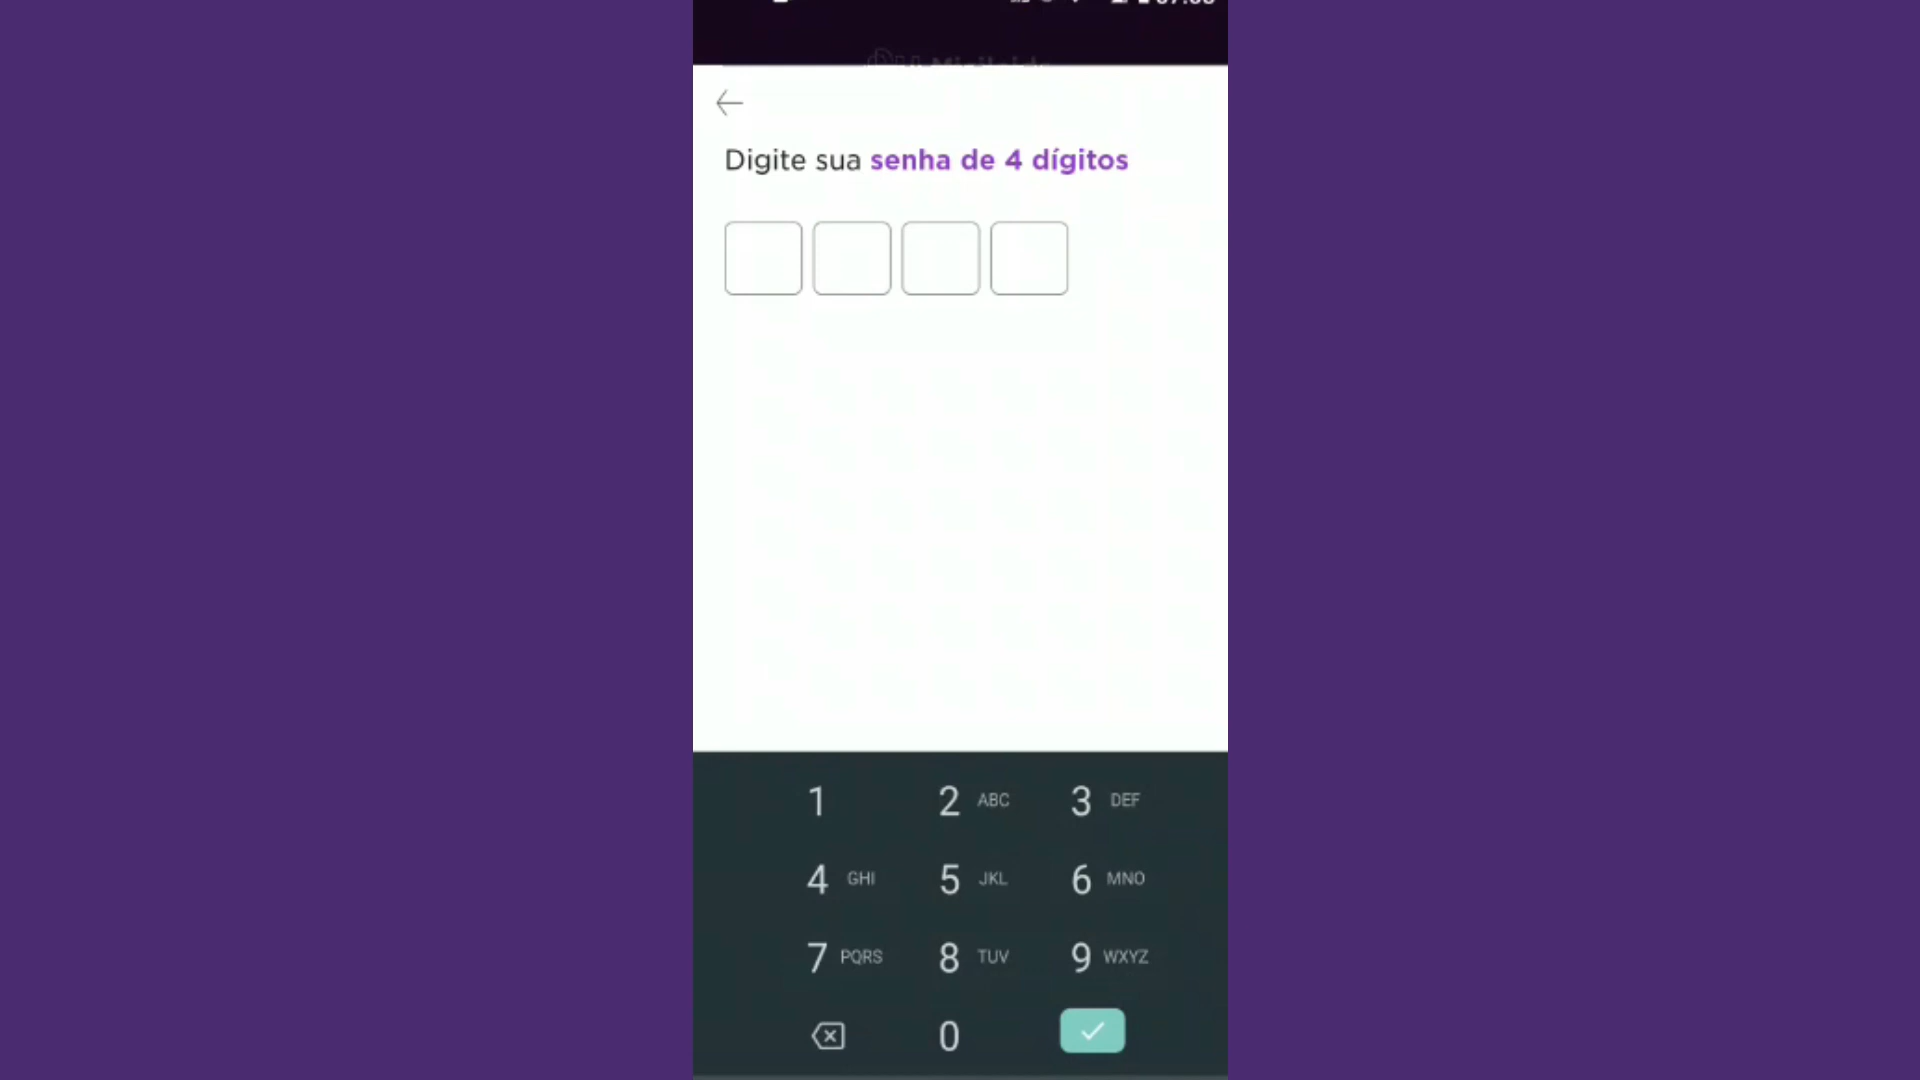 Digite sua senha de 4 dígitos
1 2 ABC 3 DEF
4 GHI 5 JKL 6 MNO
7 PQRS 8 TUV 9 WXYZ
0